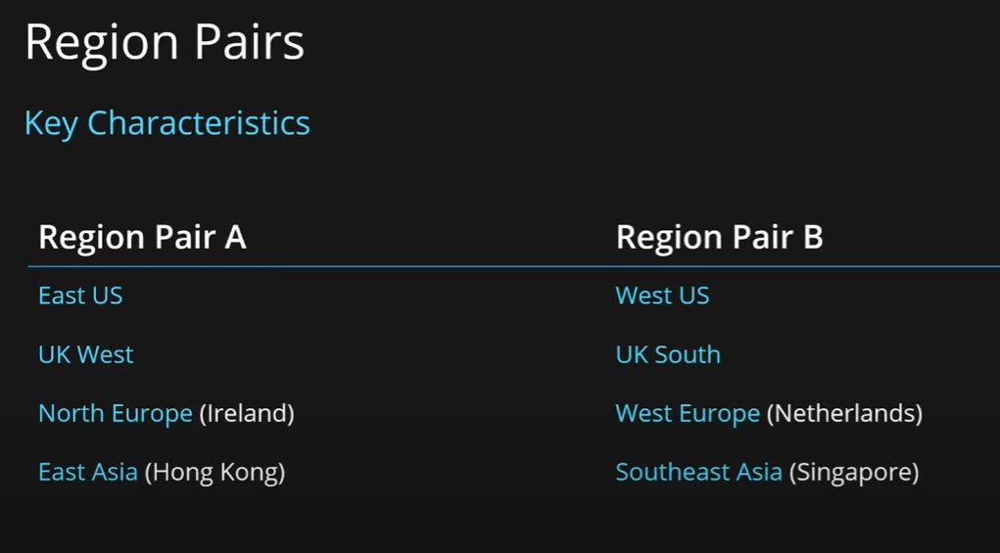 Region Pairs
Key Characteristics
Region Pair A Region Pair B
East US West US
UK West UK South
North Europe (Ireland) West Europe (Netherlands)
East Asia (Hong Kong) Southeast Asia (Singapore)